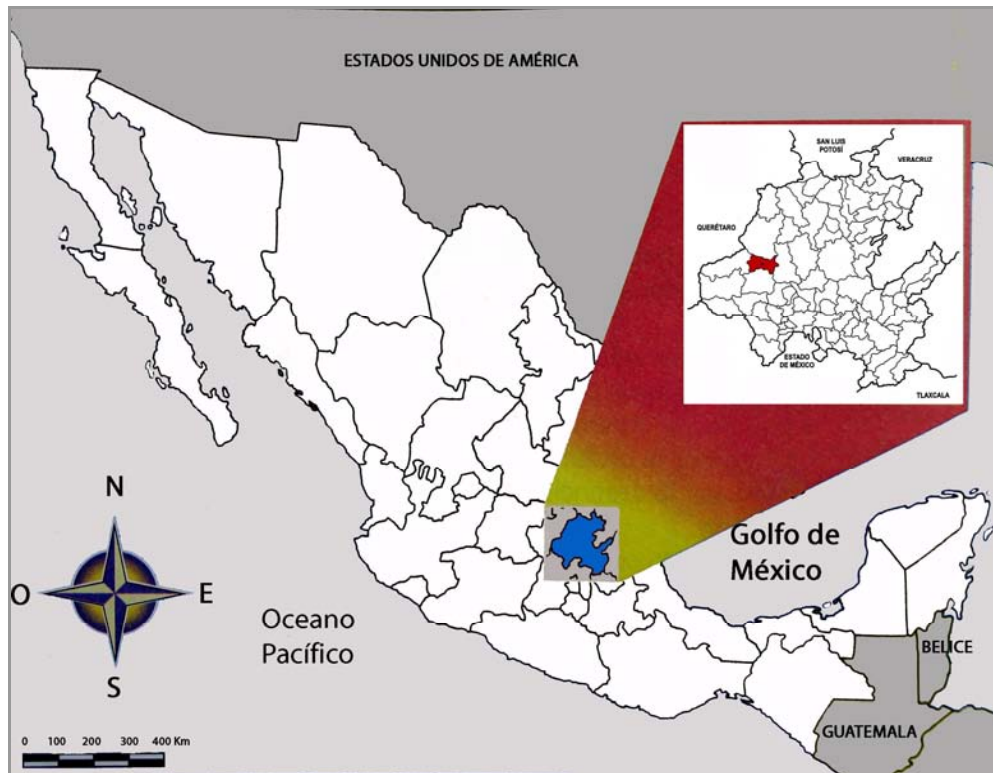 ESTADOS UNIDOS DE AMÉRICA
SAN LUIS
POTOSÍ
VERACRUZ
QUERÉTARO
ESTADO
DE MÉXICO
TLAXCALA
N
O
E
S
Golfo de
México
Oceano
Pacífico
BELICE
GUATEMALA
0 100 200 300 400 Km